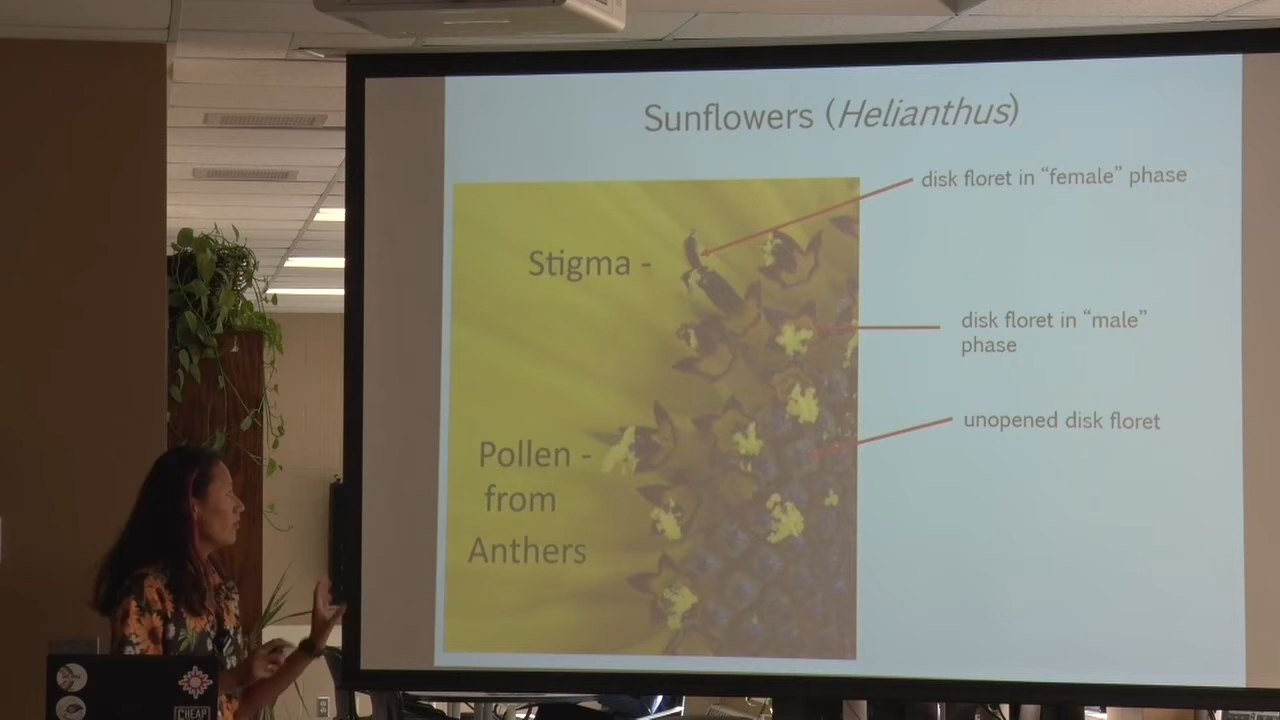 Sunflowers (Helianthus)
disk floret in “female” phase
Stigma -
disk floret in “male”
phase
unopened disk floret
Pollen -
from
Anthers
CHEAP